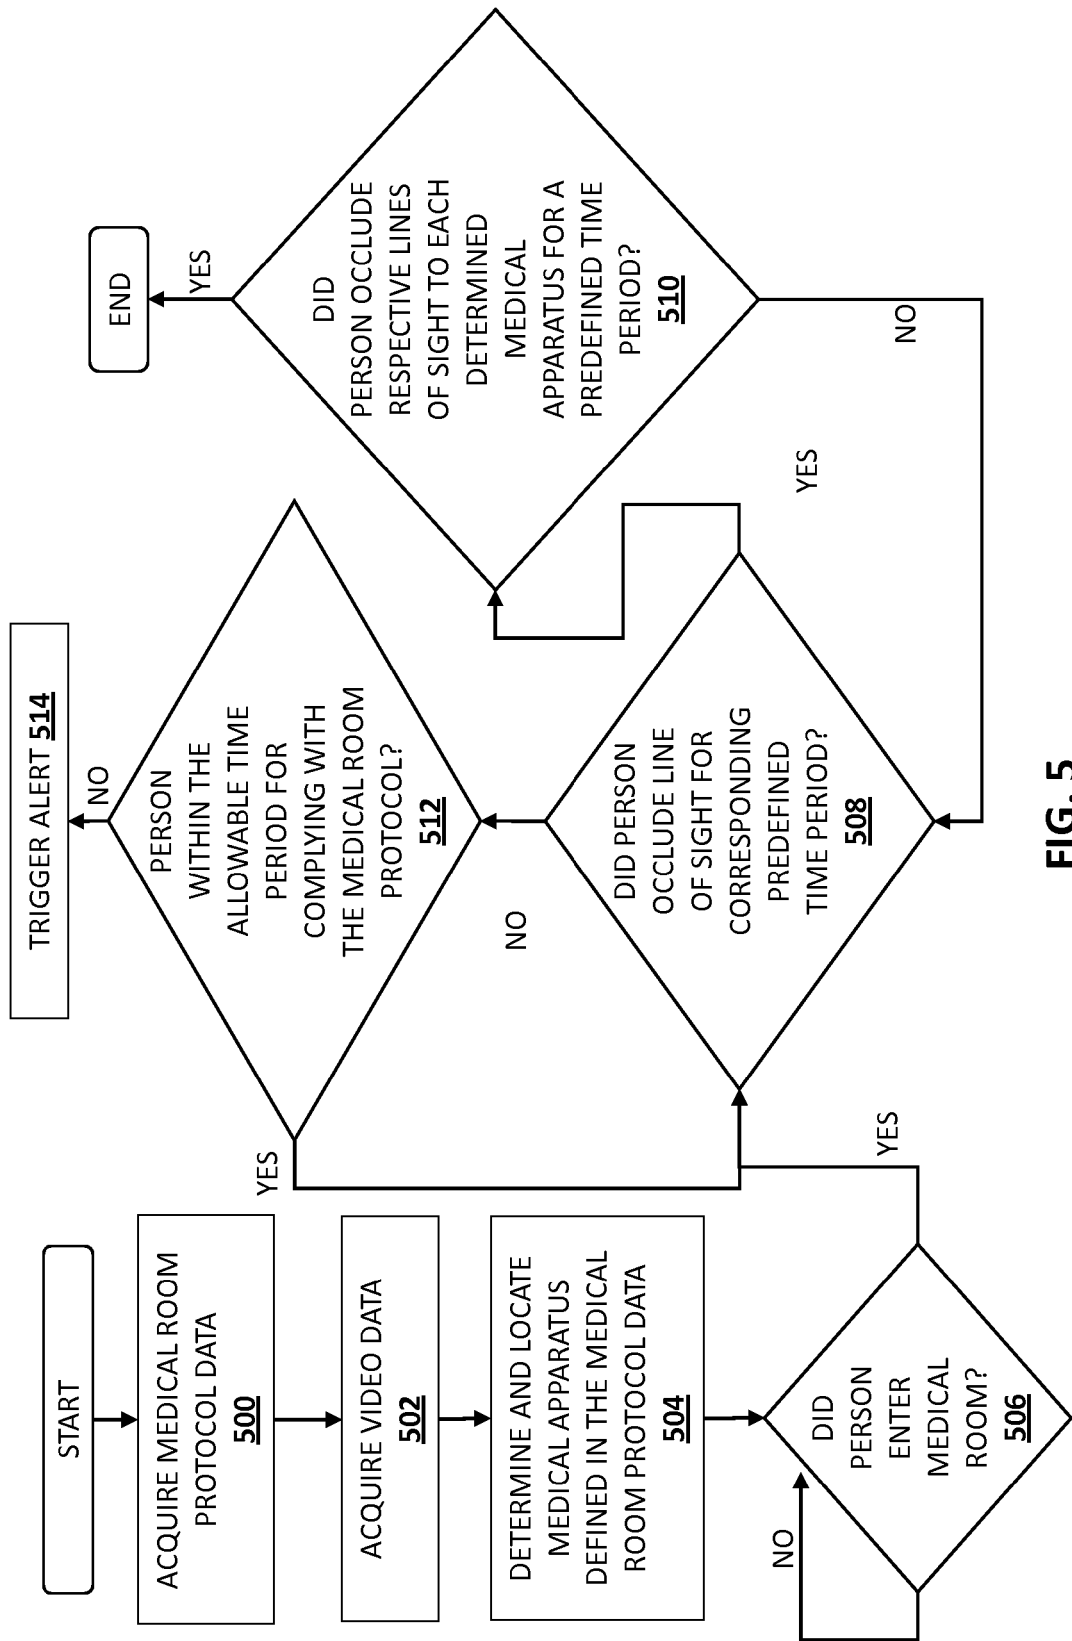 START
ACQUIRE MEDICAL ROOM
PROTOCOL DATA
500
ACQUIRE VIDEO DATA
502
DETERMINE AND LOCATE
MEDICAL APPARATUS
DEFINED IN THE MEDICAL
ROOM PROTOCOL DATA
504
DID
PERSON
ENTER
MEDICAL
ROOM?
506
NO
YES
DID PERSON
OCCLUDE LINE
OF SIGHT FOR
CORRESPONDING
PREDEFINED
TIME PERIOD?
508
NO
YES
PERSON
WITHIN THE
ALLOWABLE TIME
PERIOD FOR
COMPLYING WITH
THE MEDICAL ROOM
PROTOCOL?
512
YES
NO
TRIGGER ALERT 514
DID
PERSON OCCLUDE
RESPECTIVE LINES
OF SIGHT TO EACH
DETERMINED
MEDICAL
APPARATUS FOR A
PREDEFINED TIME
PERIOD?
510
YES
NO
END
FIG. 5